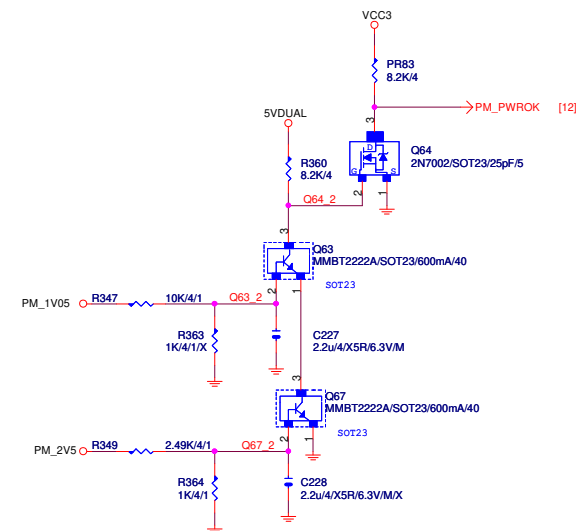 VCC3
PR83
8.2K/4
PM_PWROK [12]
5VDUAL
3
D
Q64
2N7002/SOT23/25pF/5
R360
8.2K/4
G
S
2
1
Q64_2
3
Q63
MMBT2222A/SOT23/600mA/40
SOT23
2
1
PM_1V05
R347
10K/4/1
Q63_2
R363
1K/4/1/X
C227
2.2u/4/X5R/6.3V/M
3
Q67
MMBT2222A/SOT23/600mA/40
SOT23
2
1
PM_2V5
R349
2.49K/4/1
Q67_2
R364
1K/4/1
C228
2.2u/4/X5R/6.3V/M/X